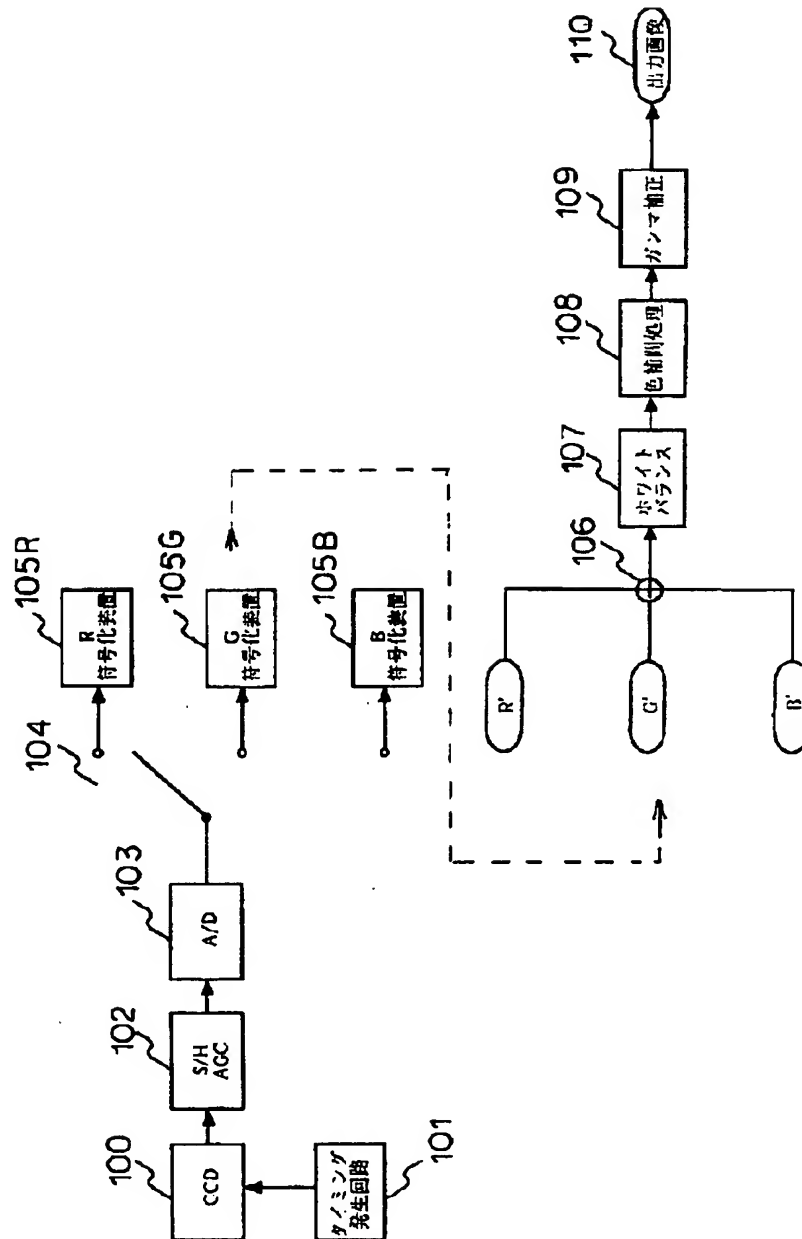 100
CCD
101
タイミング
発生回路
102
S/H
AGC
103
A/D
104
105R
R
符号化装置
105G
G
符号化装置
105B
B
符号化装置
R'
G'
B'
106
107
ホワイト
バランス
108
色補間処理
109
ガンマ補正
110
出力画像